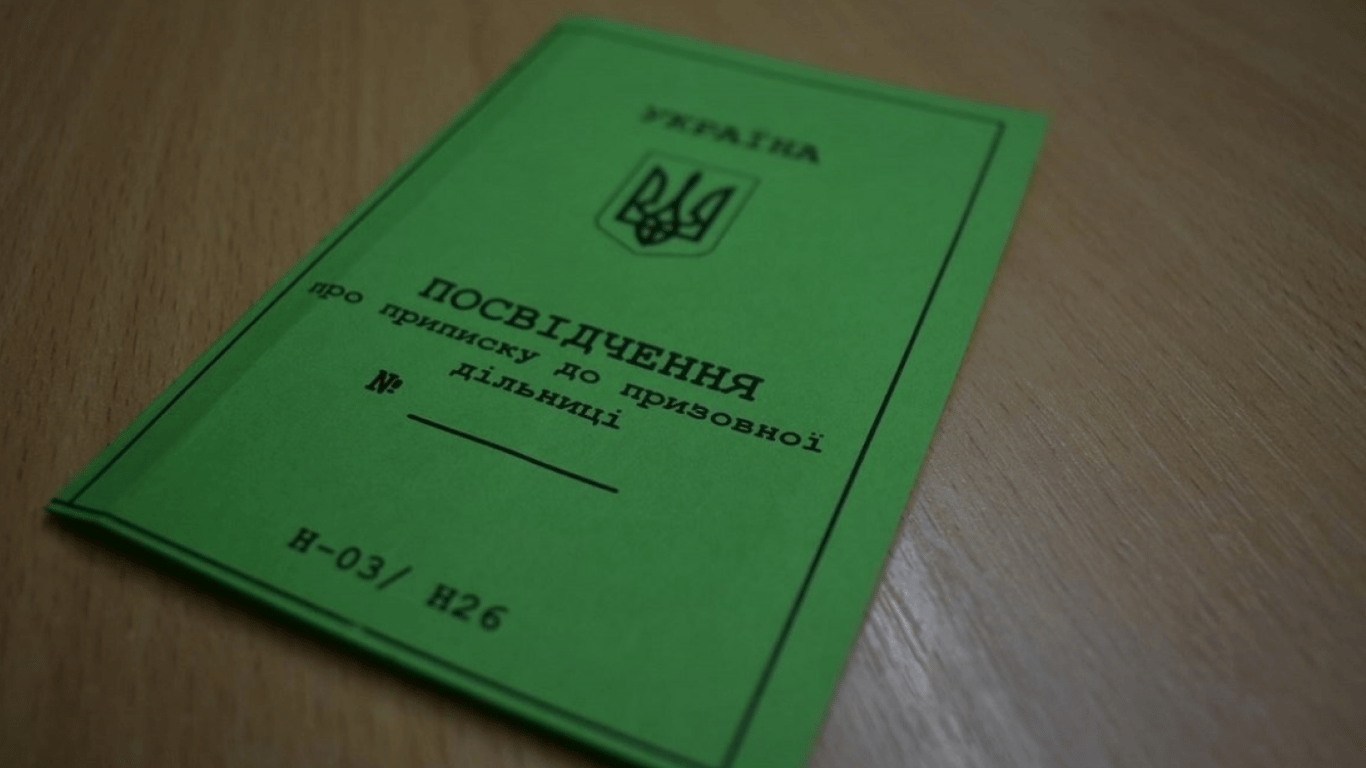 УКРАЇНА
ПОСВІДЧЕННЯ
про приписку до призовної
дільниці
№
Н-03/ Н26